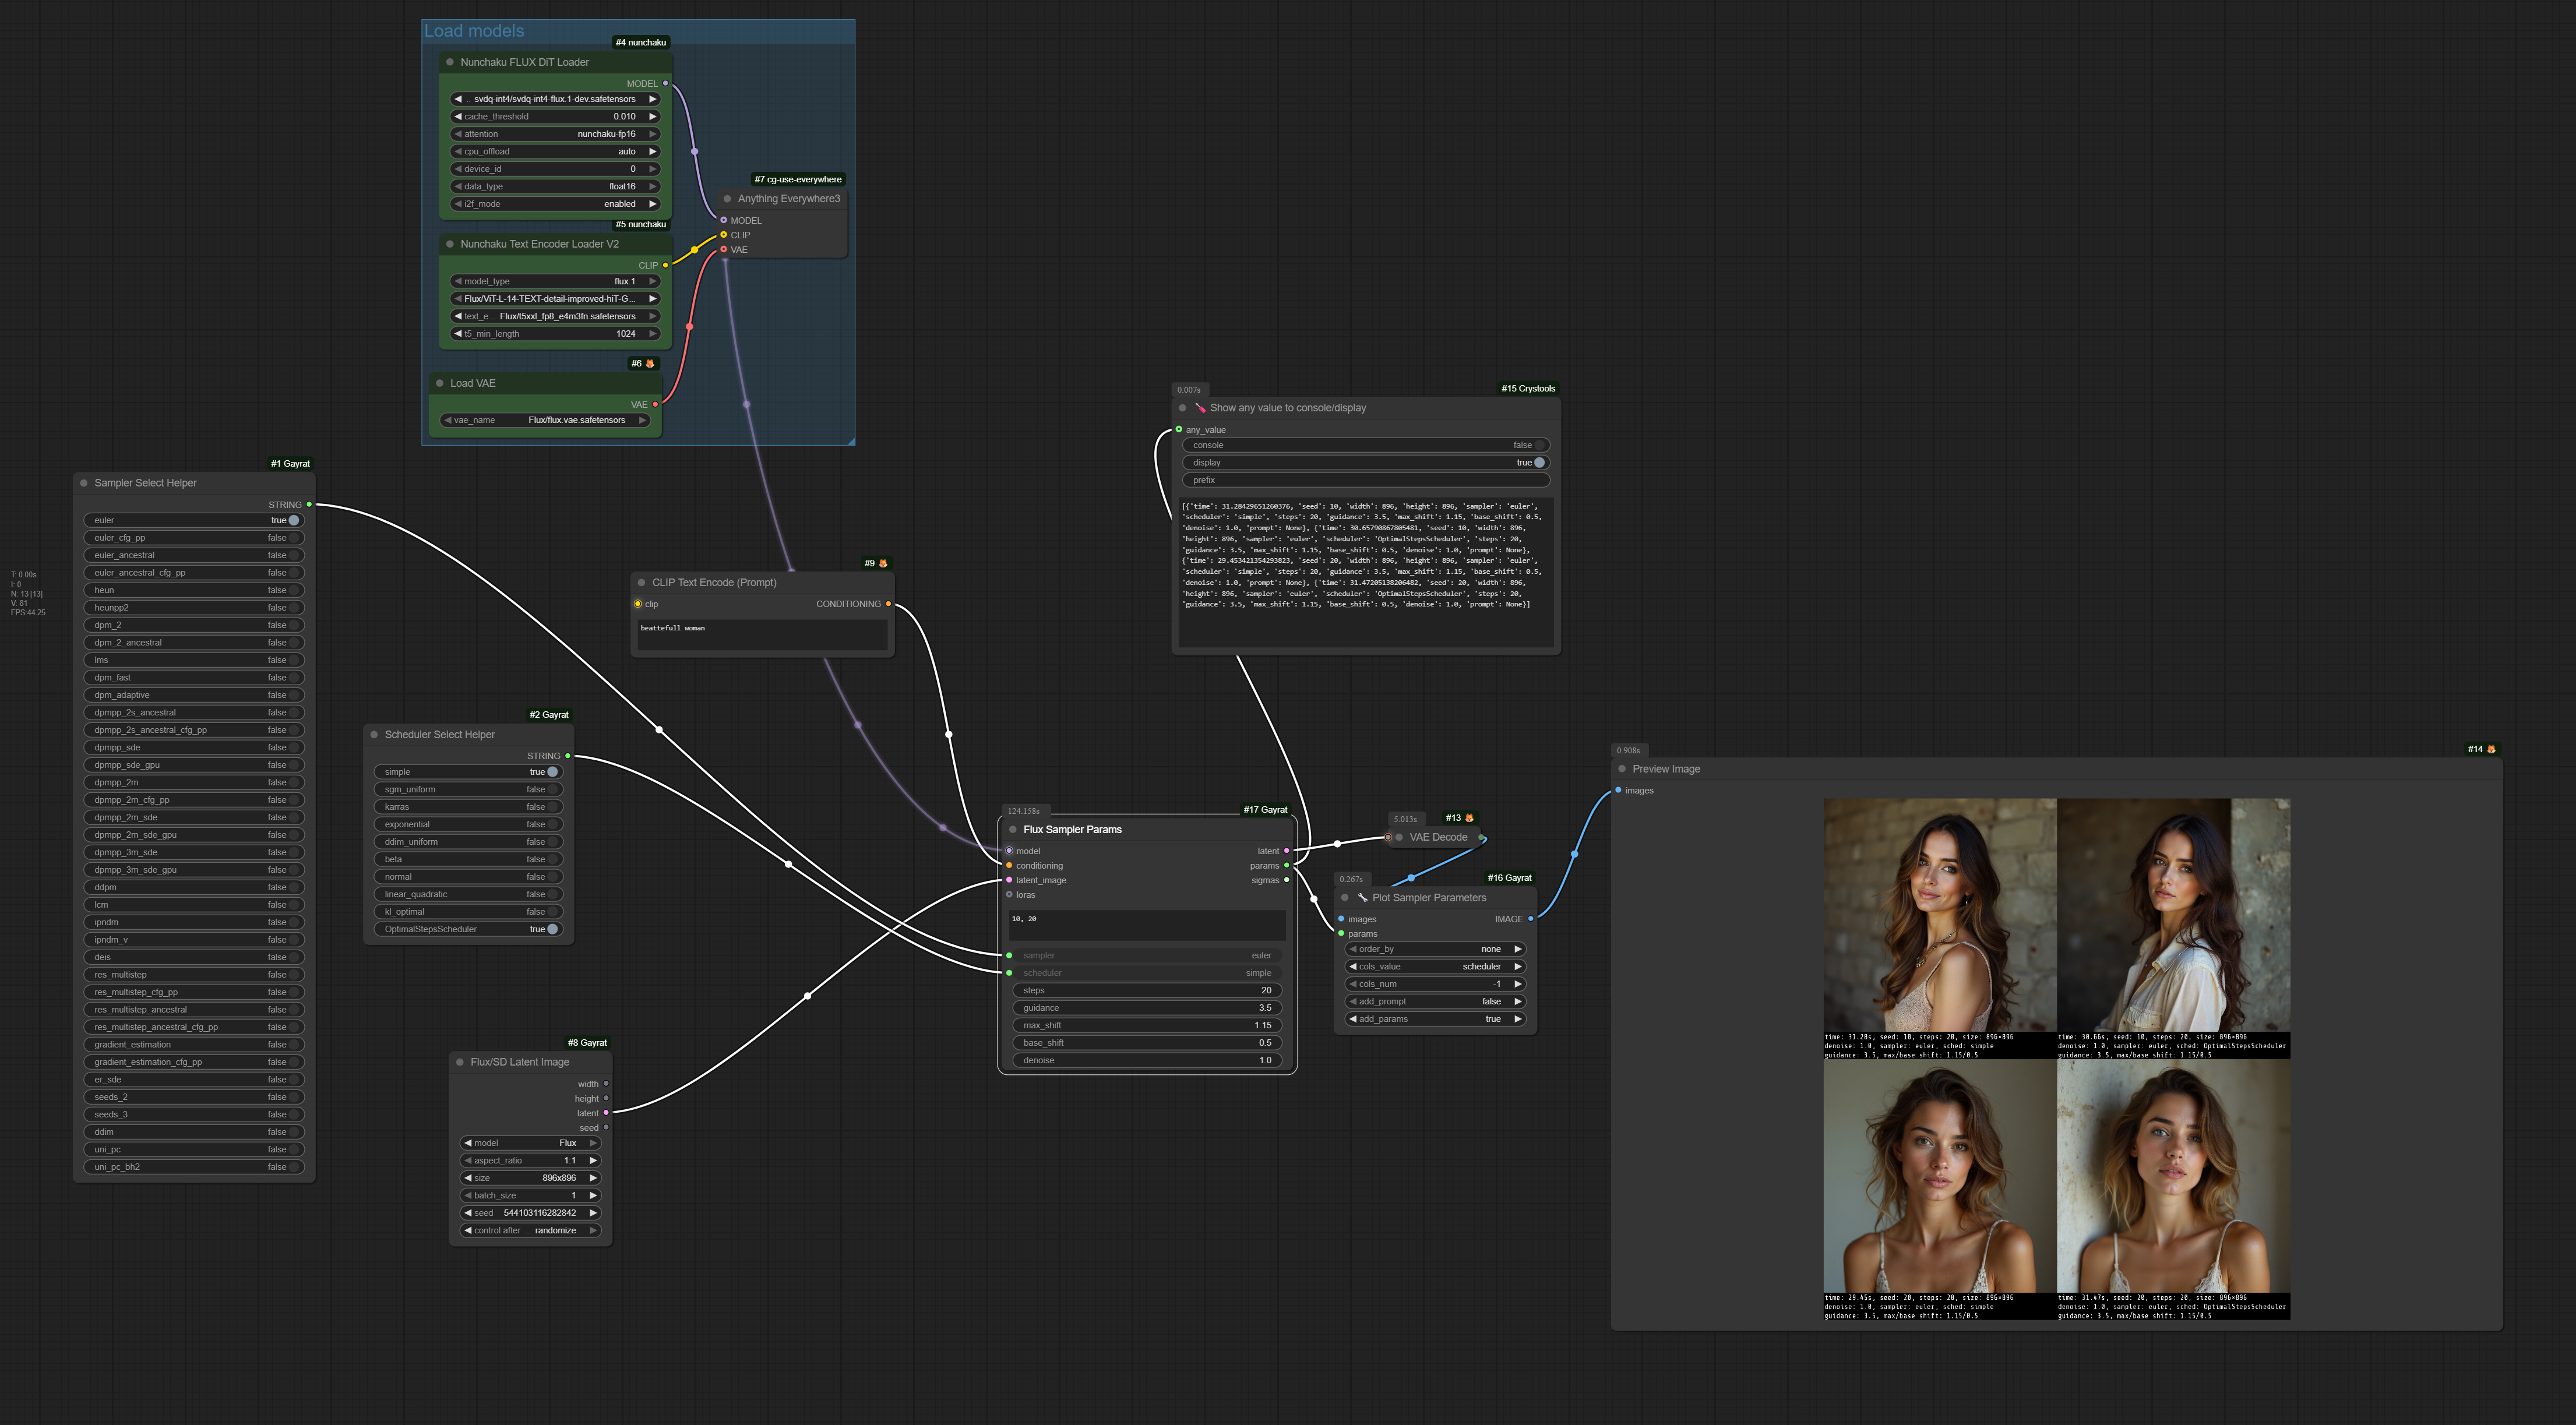 Load models
#4 nunchaku
Nunchaku FLUX DiT Loader
MODEL
.. svdq-int4/svdq-int4-flux.1-dev.safetensors
cache_threshold 0.010
attention nunchaku-fp16
cpu_offload auto
device_id 0
data_type float16
i2f_mode enabled
#5 nunchaku
Nunchaku Text Encoder Loader V2
CLIP
model_type flux.1
Flux/ViT-L-14-TEXT-detail-improved-hiT-G...
text_e... Flux/t5xxl_fp8_e4m3fn.safetensors
t5_min_length 1024
#6
Load VAE
VAE
vae_name Flux/flux.vae.safetensors
#7 cg-use-everywhere
Anything Everywhere3
MODEL
CLIP
VAE
#1 Gayrat
Sampler Select Helper
STRING
euler true
euler_cfg_pp false
euler_ancestral false
euler_ancestral_cfg_pp false
heun false
heunpp2 false
dpm_2 false
dpm_2_ancestral false
lms false
dpm_fast false
dpm_adaptive false
dpmpp_2s_ancestral false
dpmpp_2s_ancestral_cfg_pp false
dpmpp_sde false
dpmpp_sde_gpu false
dpmpp_2m false
dpmpp_2m_cfg_pp false
dpmpp_2m_sde false
dpmpp_2m_sde_gpu false
dpmpp_3m_sde false
dpmpp_3m_sde_gpu false
ddpm false
lcm false
ipndm false
ipndm_v false
deis false
res_multistep false
res_multistep_cfg_pp false
res_multistep_ancestral false
res_multistep_ancestral_cfg_pp false
gradient_estimation false
gradient_estimation_cfg_pp false
er_sde false
seeds_2 false
seeds_3 false
ddim false
uni_pc false
uni_pc_bh2 false
T: 0.00s
I: 0
N: 13 [13]
V: 81
FPS:44.25
#2 Gayrat
Scheduler Select Helper
STRING
simple true
sgm_uniform false
karras false
exponential false
ddim_uniform false
beta false
normal false
linear_quadratic false
kl_optimal false
OptimalStepsScheduler true
#9
CLIP Text Encode (Prompt)
clip CONDITIONING
beattefull woman
#8 Gayrat
Flux/SD Latent Image
width
height
latent
seed
model Flux
aspect_ratio 1:1
size 896x896
batch_size 1
seed 544103116282842
control after ... randomize
0.007s
#15 Crystools
Show any value to console/display
any_value
console false
display true
prefix
[{'time': 31.28429651260376, 'seed': 10, 'width': 896, 'height': 896, 'sampler': 'euler',
'scheduler': 'simple', 'steps': 20, 'guidance': 3.5, 'max_shift': 1.15, 'base_shift': 0.5,
'denoise': 1.0, 'prompt': None}, {'time': 30.65790867805481, 'seed': 10, 'width': 896,
'height': 896, 'sampler': 'euler', 'scheduler': 'OptimalStepsScheduler', 'steps': 20,
'guidance': 3.5, 'max_shift': 1.15, 'base_shift': 0.5, 'denoise': 1.0, 'prompt': None},
{'time': 29.453421354293823, 'seed': 20, 'width': 896, 'height': 896, 'sampler': 'euler',
'scheduler': 'simple', 'steps': 20, 'guidance': 3.5, 'max_shift': 1.15, 'base_shift': 0.5,
'denoise': 1.0, 'prompt': None}, {'time': 31.47205138206482, 'seed': 20, 'width': 896,
'height': 896, 'sampler': 'euler', 'scheduler': 'OptimalStepsScheduler', 'steps': 20,
'guidance': 3.5, 'max_shift': 1.15, 'base_shift': 0.5, 'denoise': 1.0, 'prompt': None}]
124.158s
#17 Gayrat
Flux Sampler Params
model latent
conditioning params
latent_image sigmas
loras
10, 20
sampler euler
scheduler simple
steps 20
guidance 3.5
max_shift 1.15
base_shift 0.5
denoise 1.0
5.013s
#13
VAE Decode
0.267s
#16 Gayrat
Plot Sampler Parameters
images IMAGE
params
order_by none
cols_value scheduler
cols_num -1
add_prompt false
add_params true
0.908s
#14
Preview Image
images
time: 31.28s, seed: 10, steps: 20, size: 896×896
denoise: 1.0, sampler: euler, sched: simple
guidance: 3.5, max/base shift: 1.15/0.5
time: 30.66s, seed: 10, steps: 20, size: 896×896
denoise: 1.0, sampler: euler, sched: OptimalStepsScheduler
guidance: 3.5, max/base shift: 1.15/0.5
time: 29.45s, seed: 20, steps: 20, size: 896×896
denoise: 1.0, sampler: euler, sched: simple
guidance: 3.5, max/base shift: 1.15/0.5
time: 31.47s, seed: 20, steps: 20, size: 896×896
denoise: 1.0, sampler: euler, sched: OptimalStepsScheduler
guidance: 3.5, max/base shift: 1.15/0.5